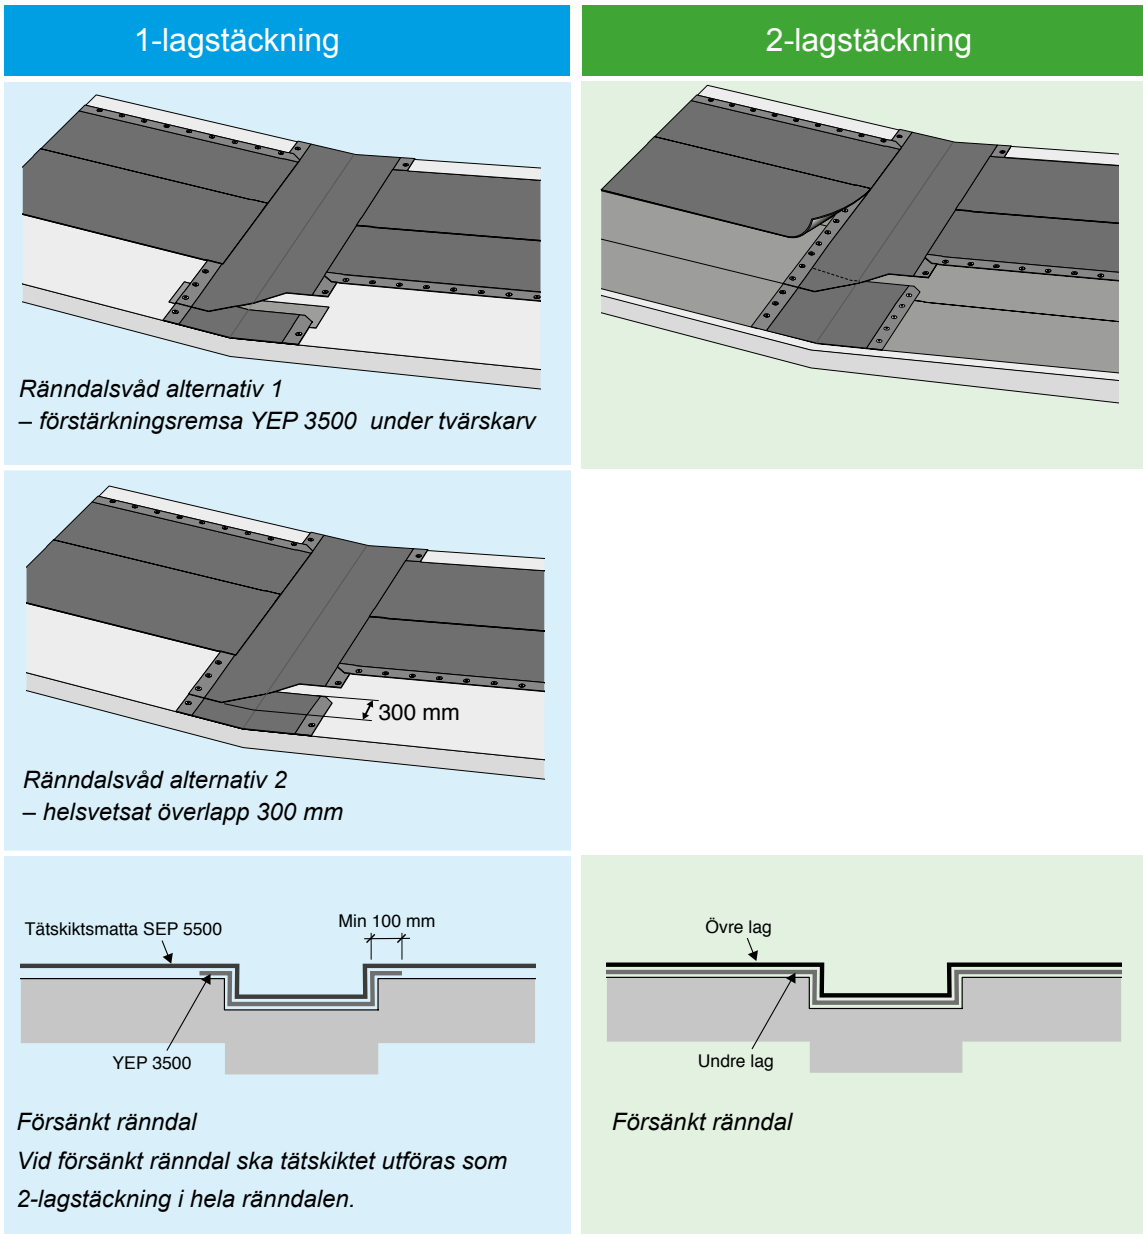 1-lagstäckning
2-lagstäckning
Ränndalsvåd alternativ 1
– förstärkningsremsa YEP 3500 under tvärskarv
300 mm
Ränndalsvåd alternativ 2
– helsvetsat överlapp 300 mm
Tätskiktsmatta SEP 5500
Min 100 mm
YEP 3500
Försänkt ränndal
Vid försänkt ränndal ska tätskiktet utföras som
2-lagstäckning i hela ränndalen.
Övre lag
Undre lag
Försänkt ränndal